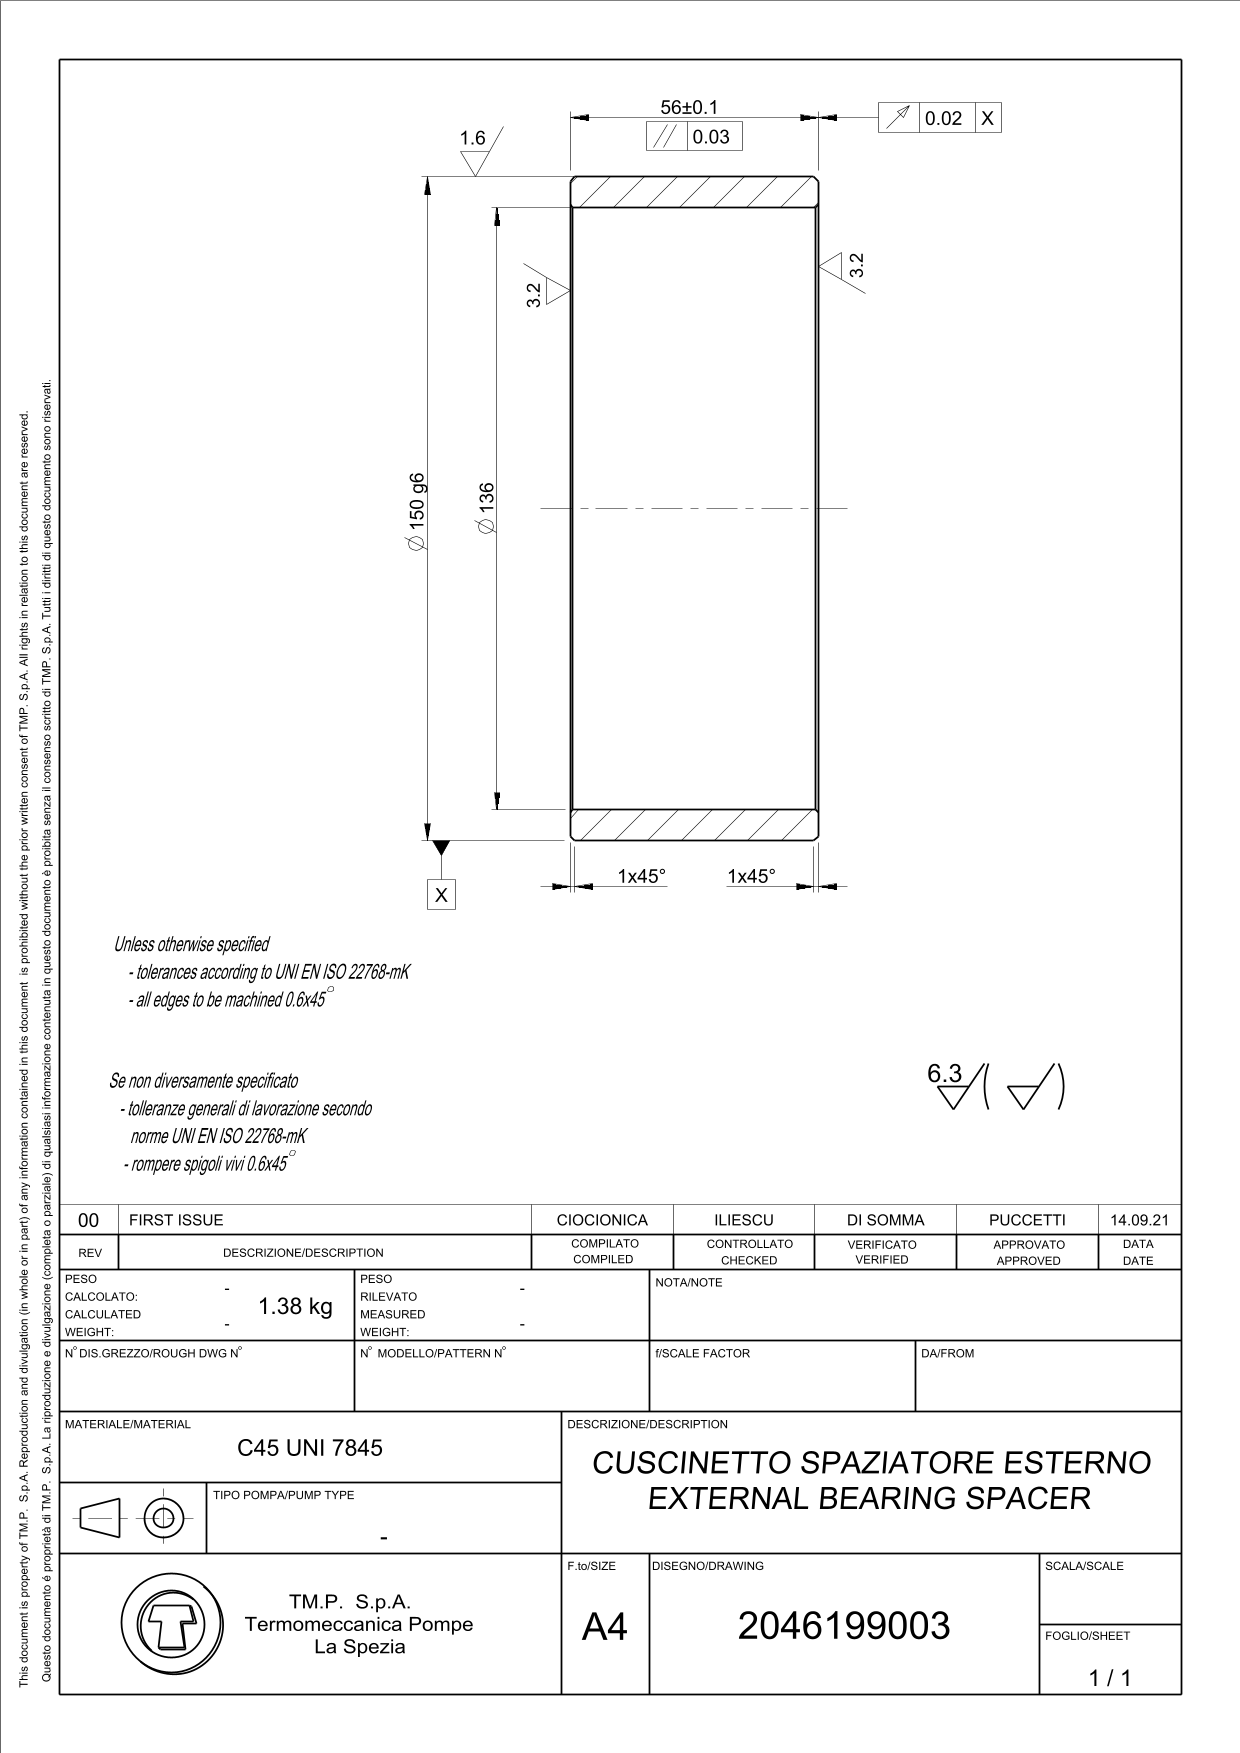 56±0.1
0.03
0.02 X
1.6
3.2
3.2
Ø 150 g6
Ø 136
1x45° 1x45°
X
Unless otherwise specified
- tolerances according to UNI EN ISO 22768-mK
- all edges to be machined 0.6x45°
Se non diversamente specificato
- tolleranze generali di lavorazione secondo
norme UNI EN ISO 22768-mK
- rompere spigoli vivi 0.6x45°
6.3 ( )
00 FIRST ISSUE CIOCIONICA ILIESCU DI SOMMA PUCCETTI 14.09.21
REV DESCRIZIONE/DESCRIPTION
COMPILATO CONTROLLATO VERIFICATO APPROVATO DATA
COMPILED CHECKED VERIFIED APPROVED DATE
PESO
CALCOLATO: -
CALCULATED 1.38 kg
WEIGHT: -
PESO
RILEVATO -
MEASURED
WEIGHT: -
NOTA/NOTE
N° DIS.GREZZO/ROUGH DWG N°
N° MODELLO/PATTERN N°
f/SCALE FACTOR
DA/FROM
MATERIALE/MATERIAL
C45 UNI 7845
DESCRIZIONE/DESCRIPTION
CUSCINETTO SPAZIATORE ESTERNO
EXTERNAL BEARING SPACER
TIPO POMPA/PUMP TYPE
-
TM.P. S.p.A.
Termomeccanica Pompe
La Spezia
F.to/SIZE
A4
DISEGNO/DRAWING
2046199003
SCALA/SCALE
FOGLIO/SHEET
1 / 1
This document is property of TM.P. S.p.A. Reproduction and divulgation (in whole or in part) of any information contained in this document is prohibited without the prior written consent of TMP. S.p.A. All rights in relation to this document are reserved.
Questo documento é proprietà di TM.P. S.p.A. La riproduzione e divulgazione (completa o parziale) di qualsiasi informazione contenuta in questo documento è proibita senza il consenso scritto di TMP. S.p.A. Tutti i diritti di questo documento sono riservati.